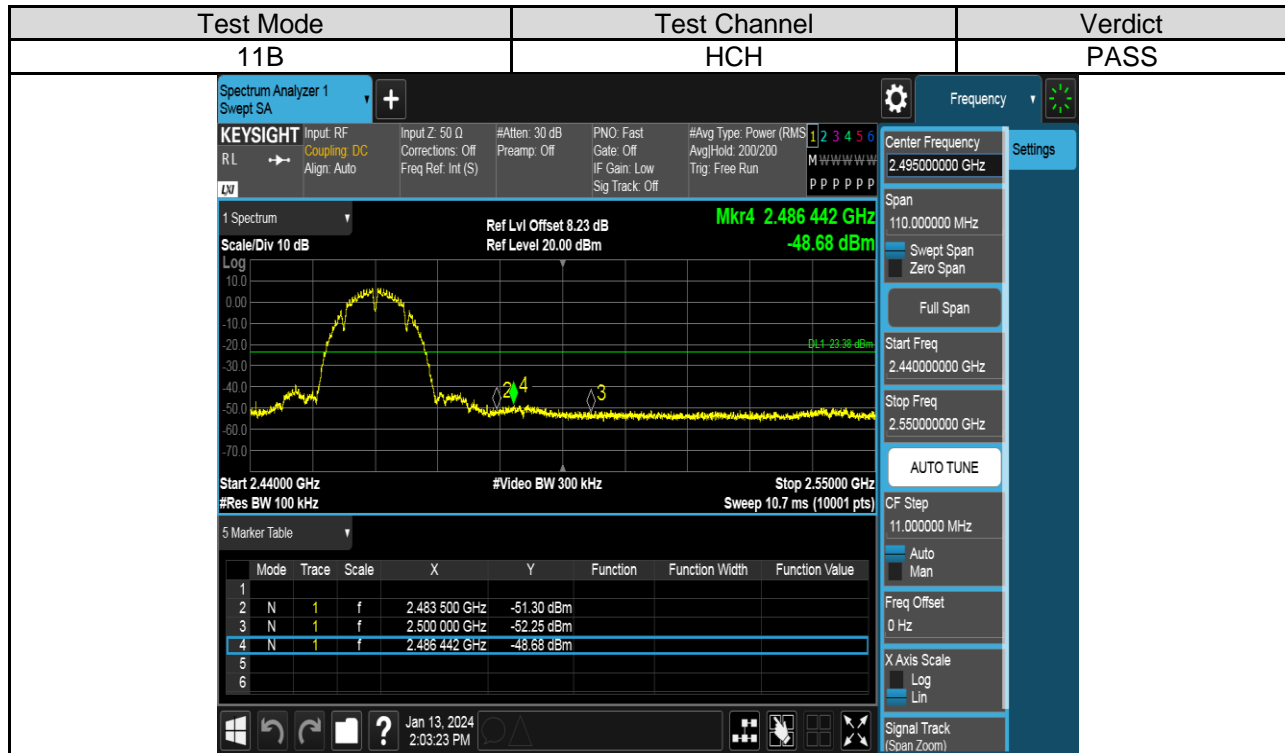 Test Mode Test Channel Verdict
11B HCH PASS
Spectrum Analyzer 1
Swept SA
+
Frequency
KEYSIGHT
RL
LXI
Input: RF
Coupling: DC
Align: Auto
Input Z: 50 Ω
Corrections: Off
Freq Ref: Int (S)
#Atten: 30 dB
Preamp: Off
PNO: Fast
Gate: Off
IF Gain: Low
Sig Track: Off
#Avg Type: Power (RMS
Avg|Hold: 200/200
Trig: Free Run
1 2 3 4 5 6
M W W W W W
P P P P P P
1 Spectrum
Scale/Div 10 dB
Ref Lvl Offset 8.23 dB
Ref Level 20.00 dBm
Mkr4 2.486 442 GHz
-48.68 dBm
Log
10.0
0.00
-10.0
-20.0
-30.0
-40.0
-50.0
-60.0
-70.0
DL1 -23.38 dBm
2 4 3
Start 2.44000 GHz #Video BW 300 kHz Stop 2.55000 GHz
#Res BW 100 kHz Sweep 10.7 ms (10001 pts)
5 Marker Table
Mode Trace Scale X Y Function Function Width Function Value
1
2 N 1 f 2.483 500 GHz -51.30 dBm
3 N 1 f 2.500 000 GHz -52.25 dBm
4 N 1 f 2.486 442 GHz -48.68 dBm
5
6
?
Jan 13, 2024
2:03:23 PM
Center Frequency
2.495000000 GHz
Settings
Span
110.000000 MHz
Swept Span
Zero Span
Full Span
Start Freq
2.440000000 GHz
Stop Freq
2.550000000 GHz
AUTO TUNE
CF Step
11.000000 MHz
Auto
Man
Freq Offset
0 Hz
X Axis Scale
Log
Lin
Signal Track
(Span Zoom)